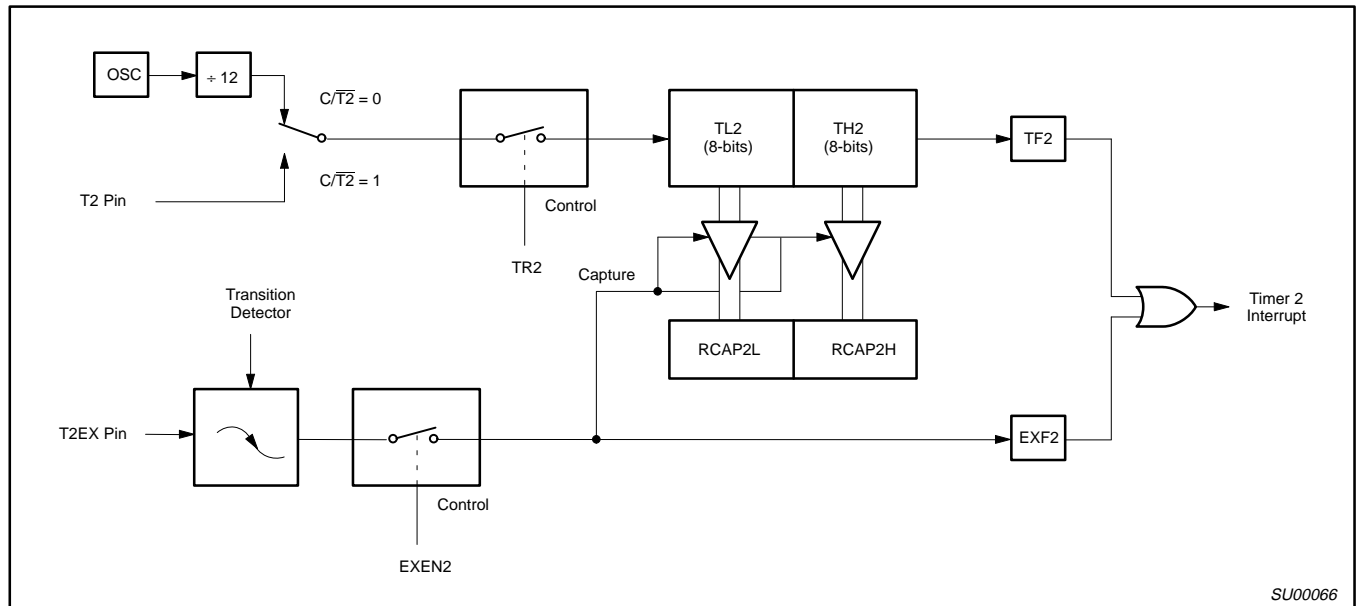 OSC
÷ 12
C/T2 = 0
TL2
(8-bits)
TH2
(8-bits)
TF2
C/T2 = 1
T2 Pin
Control
TR2
Capture
Transition
Detector
Timer 2
Interrupt
RCAP2L
RCAP2H
T2EX Pin
EXF2
Control
EXEN2
SU00066